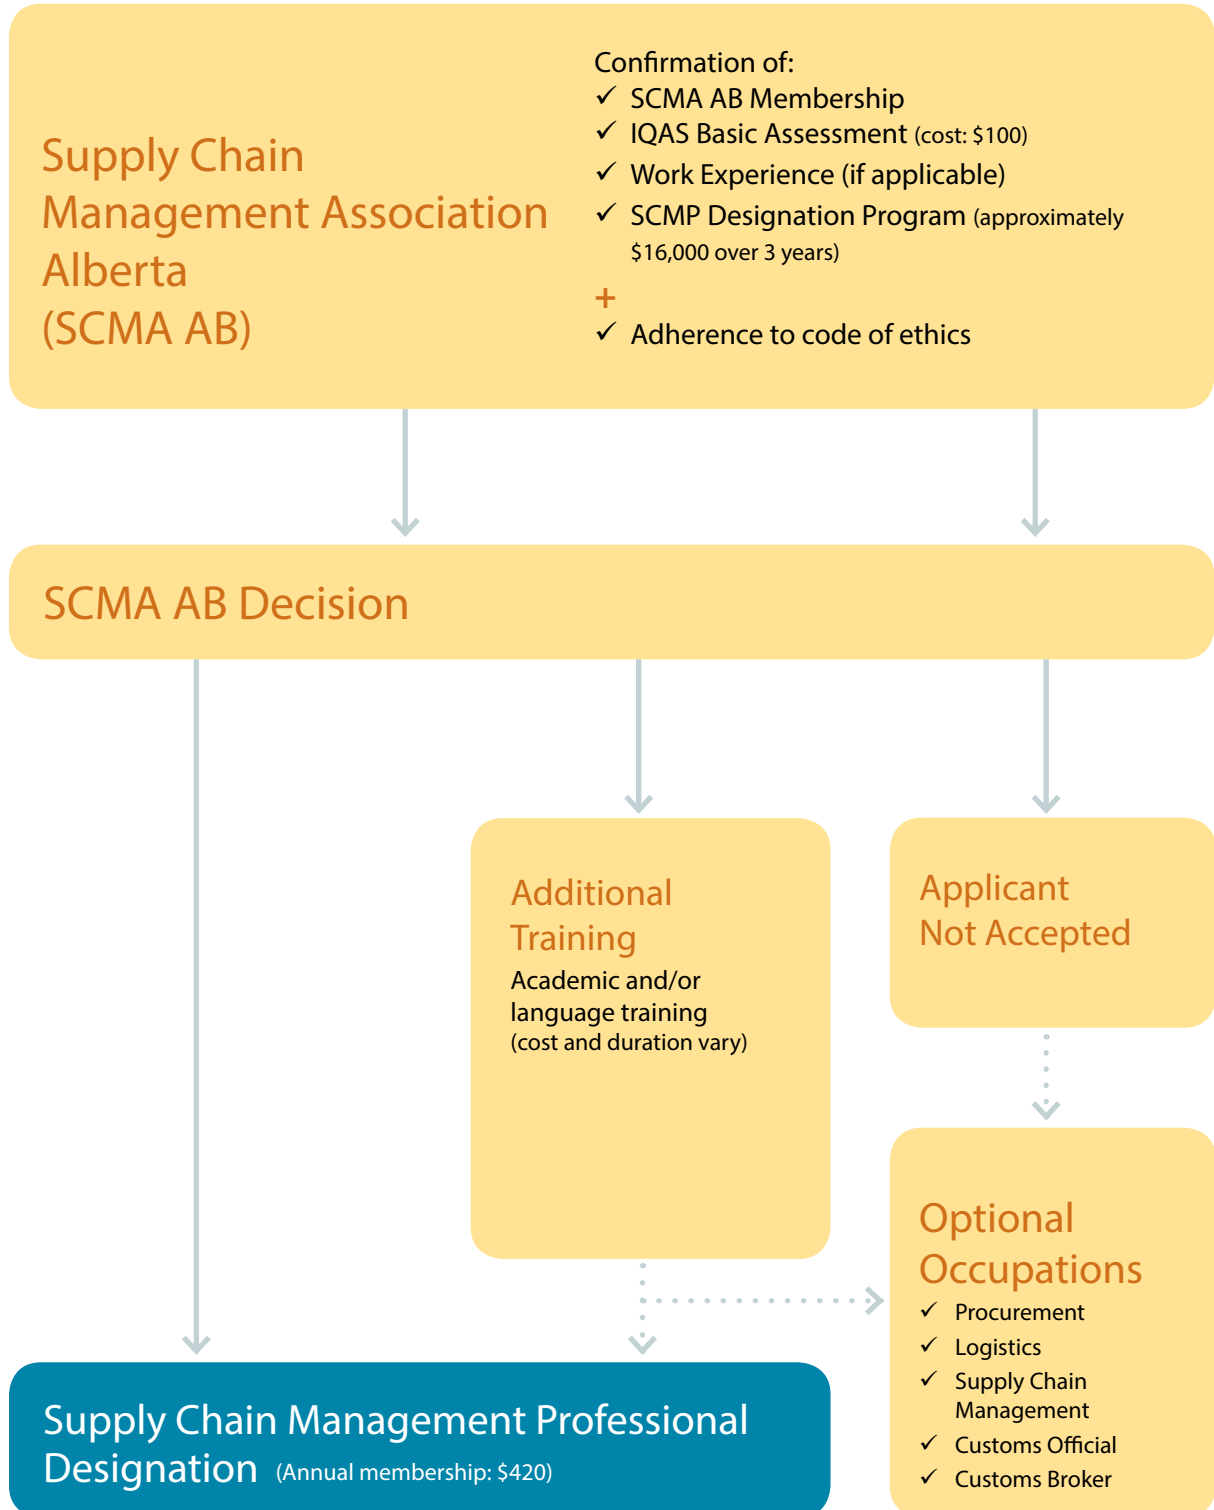 Supply Chain
Management Association
Alberta
(SCMA AB)
Confirmation of:
✓ SCMA AB Membership
✓ IQAS Basic Assessment (cost: $100)
✓ Work Experience (if applicable)
✓ SCMP Designation Program (approximately
$16,000 over 3 years)
+
✓ Adherence to code of ethics
SCMA AB Decision
Additional
Training
Academic and/or
language training
(cost and duration vary)
Applicant
Not Accepted
Optional
Occupations
✓ Procurement
✓ Logistics
✓ Supply Chain
Management
✓ Customs Official
✓ Customs Broker
Supply Chain Management Professional
Designation (Annual membership: $420)